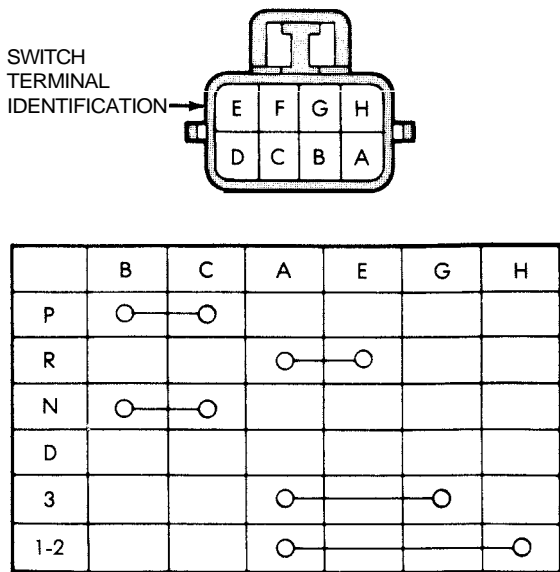 SWITCH
TERMINAL
IDENTIFICATION
E F G H
D C B A
B C A E G H
P
R
N
D
3
1-2